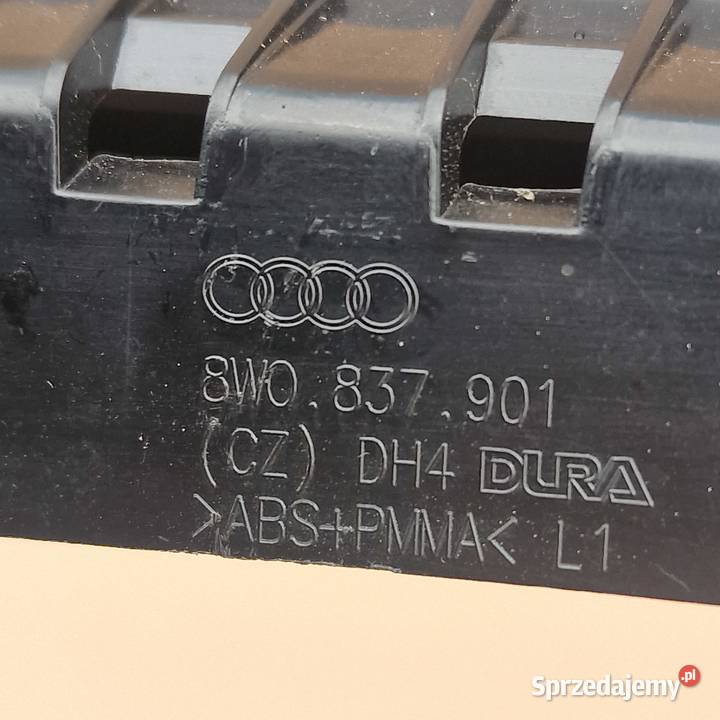 8W0.837.901
(CZ) DH4 DURA
>ABS+PMMA< L1
Sprzedajemy.pl